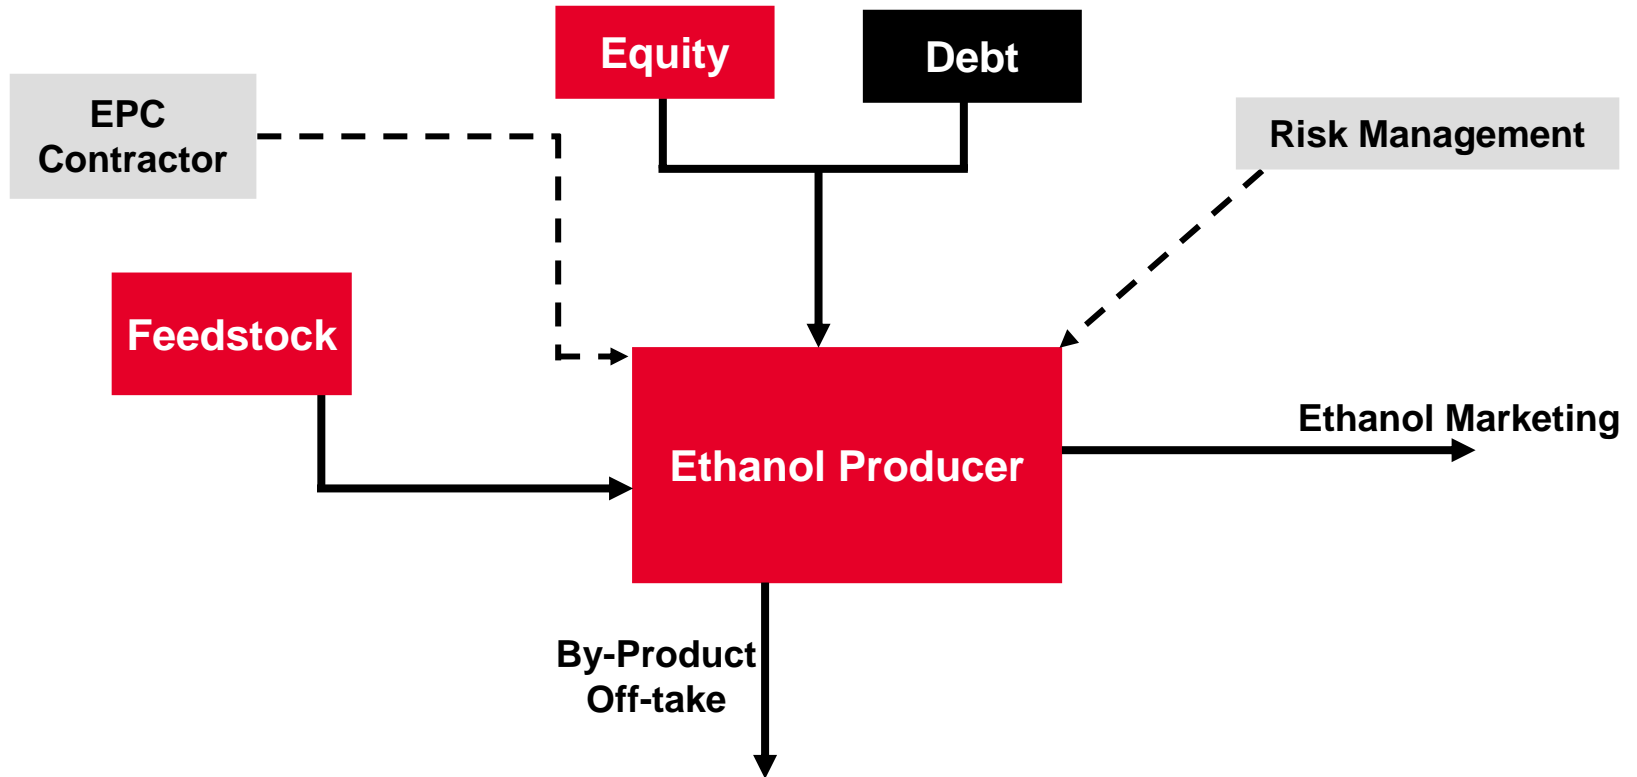 Equity
Debt
EPC
Contractor
Risk Management
Feedstock
Ethanol Marketing
Ethanol Producer
By-Product
Off-take